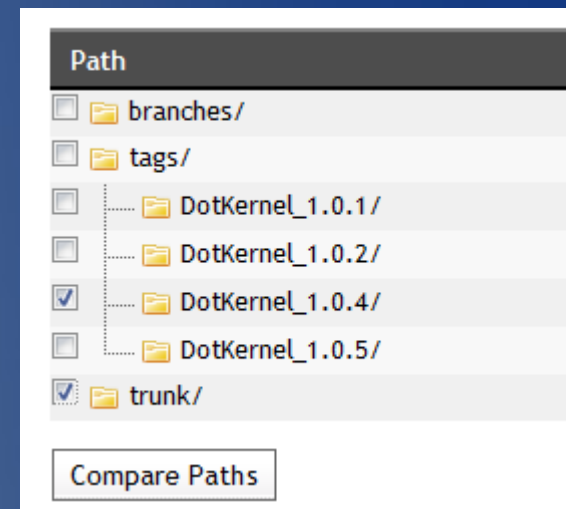 Path
branches/
tags/
DotKernel_1.0.1/
DotKernel_1.0.2/
DotKernel_1.0.4/
DotKernel_1.0.5/
trunk/
Compare Paths